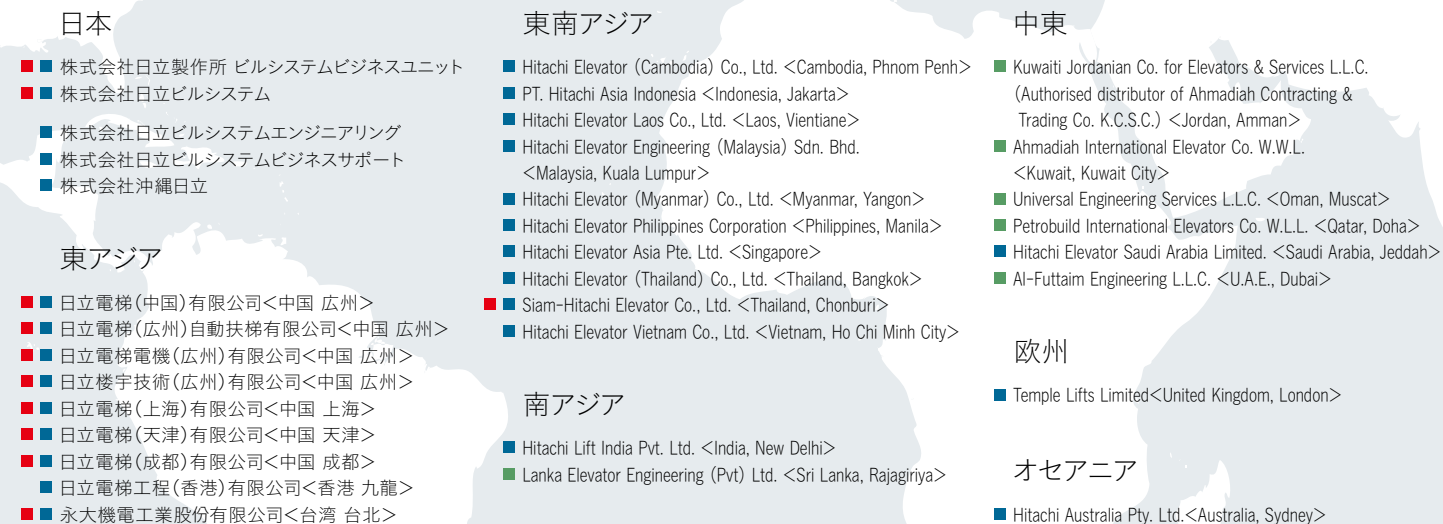 日本
株式会社日立製作所 ビルシステムビジネスユニット
株式会社日立ビルシステム
株式会社日立ビルシステムエンジニアリング
株式会社日立ビルシステムビジネスサポート
株式会社沖縄日立
東アジア
日立電梯(中国)有限公司<中国 広州>
日立電梯(広州)自動扶梯有限公司<中国 広州>
日立電梯電機(広州)有限公司<中国 広州>
日立楼宇技術(広州)有限公司<中国 広州>
日立電梯(上海)有限公司<中国 上海>
日立電梯(天津)有限公司<中国 天津>
日立電梯(成都)有限公司<中国 成都>
日立電梯工程(香港)有限公司<香港 九龍>
永大機電工業股份有限公司<台湾 台北>
東南アジア
Hitachi Elevator (Cambodia) Co., Ltd. <Cambodia, Phnom Penh>
PT. Hitachi Asia Indonesia <Indonesia, Jakarta>
Hitachi Elevator Laos Co., Ltd. <Laos, Vientiane>
Hitachi Elevator Engineering (Malaysia) Sdn. Bhd.
<Malaysia, Kuala Lumpur>
Hitachi Elevator (Myanmar) Co., Ltd. <Myanmar, Yangon>
Hitachi Elevator Philippines Corporation <Philippines, Manila>
Hitachi Elevator Asia Pte. Ltd. <Singapore>
Hitachi Elevator (Thailand) Co., Ltd. <Thailand, Bangkok>
Siam-Hitachi Elevator Co., Ltd. <Thailand, Chonburi>
Hitachi Elevator Vietnam Co., Ltd. <Vietnam, Ho Chi Minh City>
南アジア
Hitachi Lift India Pvt. Ltd. <India, New Delhi>
Lanka Elevator Engineering (Pvt) Ltd. <Sri Lanka, Rajagiriya>
中東
Kuwaiti Jordanian Co. for Elevators & Services L.L.C.
(Authorised distributor of Ahmadiah Contracting &
Trading Co. K.C.S.C.) <Jordan, Amman>
Ahmadiah International Elevator Co. W.W.L.
<Kuwait, Kuwait City>
Universal Engineering Services L.L.C. <Oman, Muscat>
Petrobuild International Elevators Co. W.L.L. <Qatar, Doha>
Hitachi Elevator Saudi Arabia Limited. <Saudi Arabia, Jeddah>
Al-Futtaim Engineering L.L.C. <U.A.E., Dubai>
欧州
Temple Lifts Limited<United Kingdom, London>
オセアニア
Hitachi Australia Pty. Ltd.<Australia, Sydney>